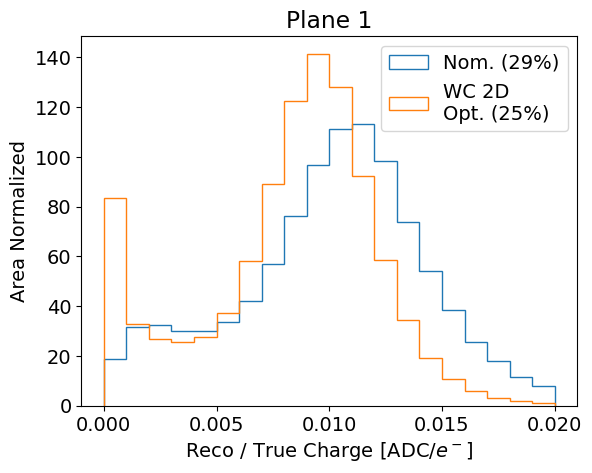 Plane 1
Nom. (29%)
WC 2D
Opt. (25%)
Area Normalized
140
120
100
80
60
40
20
0
0.000 0.005 0.010 0.015 0.020
Reco / True Charge [ADC/e⁻]